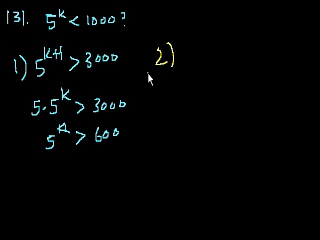 131. 5^k < 1000?
1) 5^{k+1} > 3000
2)
5·5^k > 3000
5^k > 600